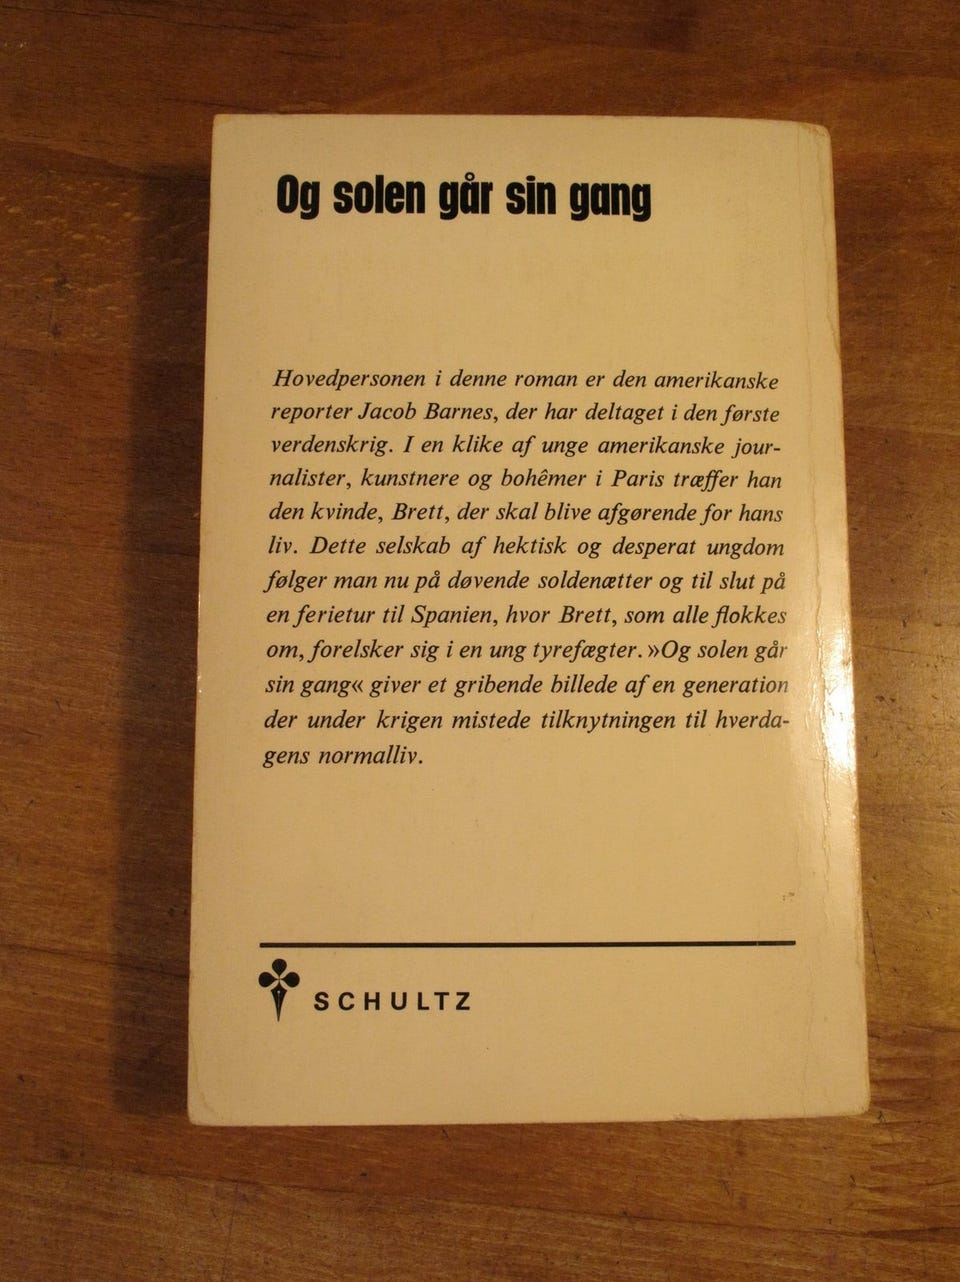 Og solen går sin gang
Hovedpersonen i denne roman er den amerikanske
reporter Jacob Barnes, der har deltaget i den første
verdenskrig. I en klike af unge amerikanske jour-
nalister, kunstnere og bohêmer i Paris træffer han
den kvinde, Brett, der skal blive afgørende for hans
liv. Dette selskab af hektisk og desperat ungdom
følger man nu på døvende soldenætter og til slut på
en ferietur til Spanien, hvor Brett, som alle flokkes
om, forelsker sig i en ung tyrefægter. »Og solen går
sin gang« giver et gribende billede af en generation
der under krigen mistede tilknytningen til hverda-
gens normalliv.
SCHULTZ